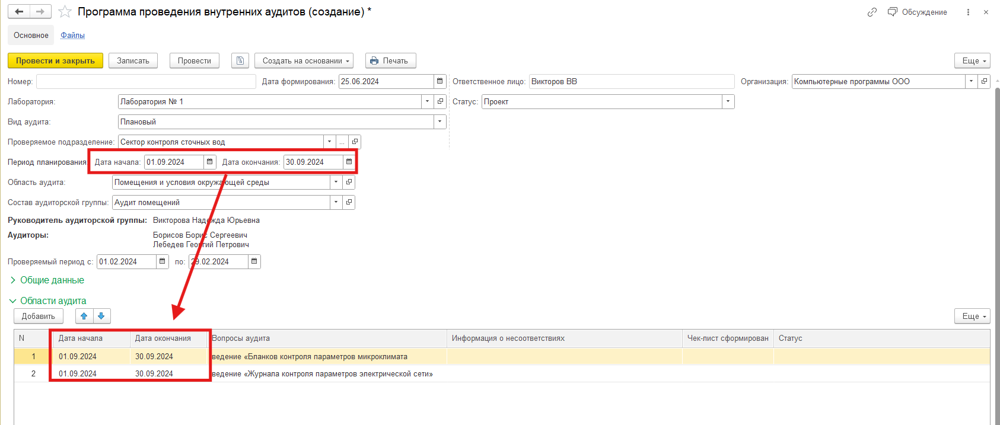 Программа проведения внутренних аудитов (создание) *
Обсуждение
Основное Файлы
Провести и закрыть Записать Провести Создать на основании Печать Еще
Номер: Дата формирования: 25.06.2024 Ответственное лицо: Викторов ВВ Организация: Компьютерные программы ООО
Лаборатория: Лаборатория № 1 Статус: Проект
Вид аудита: Плановый
Проверяемое подразделение: Сектор контроля сточных вод ...
Период планирования: Дата начала: 01.09.2024 Дата окончания: 30.09.2024
Область аудита: Помещения и условия окружающей среды
Состав аудиторской группы: Аудит помещений
Руководитель аудиторской группы: Викторова Надежда Юрьевна
Аудиторы: Борисов Борис Сергеевич
Лебедев Георгий Петрович
Проверяемый период с: 01.02.2024 по: 29.02.2024
Общие данные
Области аудита
Добавить Еще
N Дата начала Дата окончания Вопросы аудита Информация о несоответствиях Чек-лист сформирован Статус
1 01.09.2024 30.09.2024 ведение «Бланков контроля параметров микроклимата
2 01.09.2024 30.09.2024 ведение «Журнала контроля параметров электрической сети»